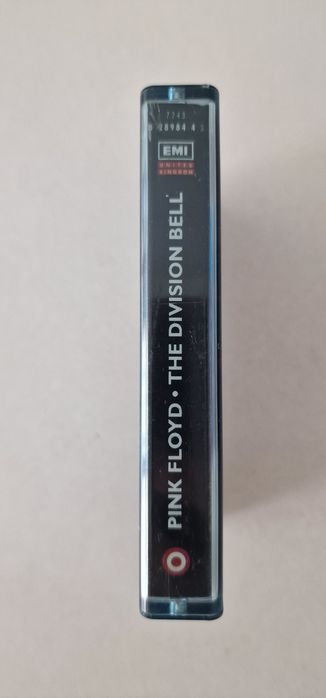 7243
8 28984 4 3
EMI
UNITED
KINGDOM
PINK FLOYD • THE DIVISION BELL